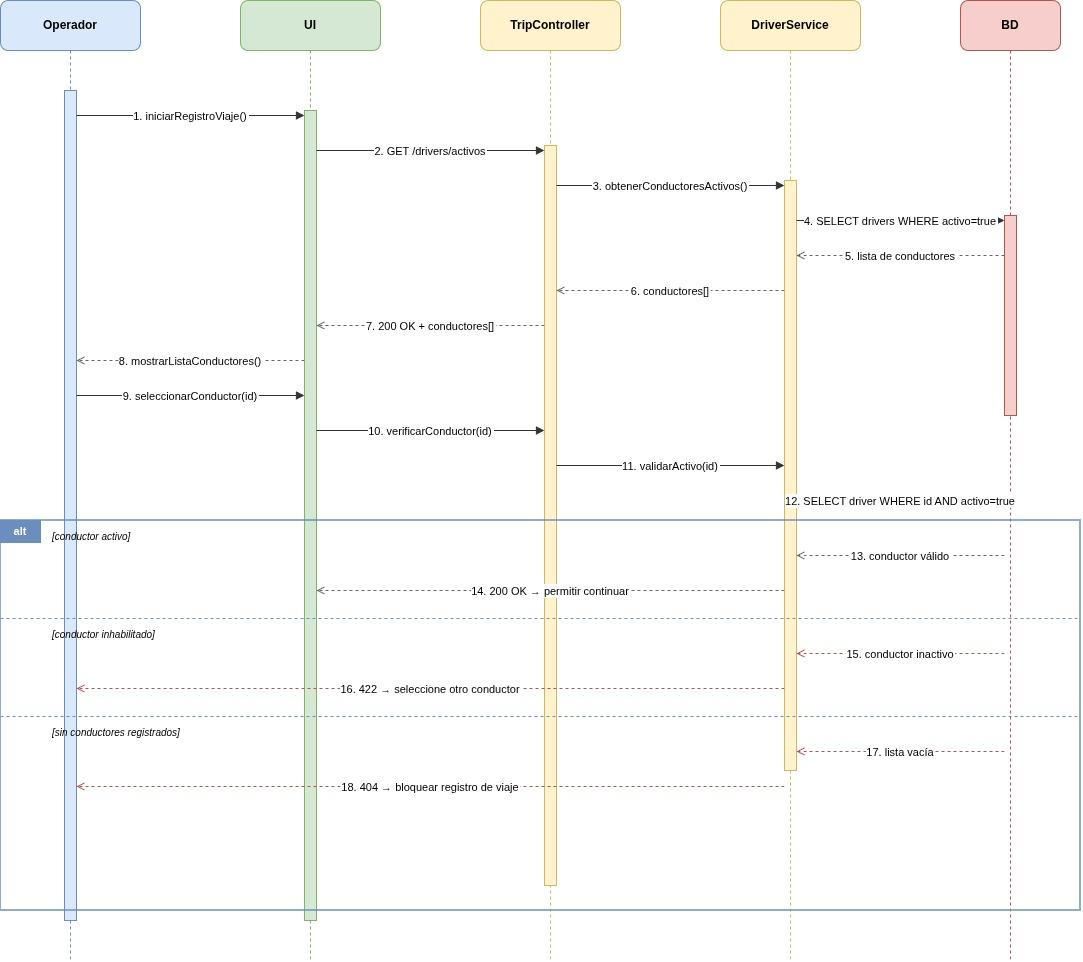 Operador
UI
TripController
DriverService
BD
1. iniciarRegistroViaje()
2. GET /drivers/activos
3. obtenerConductoresActivos()
4. SELECT drivers WHERE activo=true
5. lista de conductores
6. conductores[]
7. 200 OK + conductores[]
8. mostrarListaConductores()
9. seleccionarConductor(id)
10. verificarConductor(id)
11. validarActivo(id)
12. SELECT driver WHERE id AND activo=true
alt
[conductor activo]
13. conductor válido
14. 200 OK → permitir continuar
[conductor inhabilitado]
15. conductor inactivo
16. 422 → seleccione otro conductor
[sin conductores registrados]
17. lista vacía
18. 404 → bloquear registro de viaje